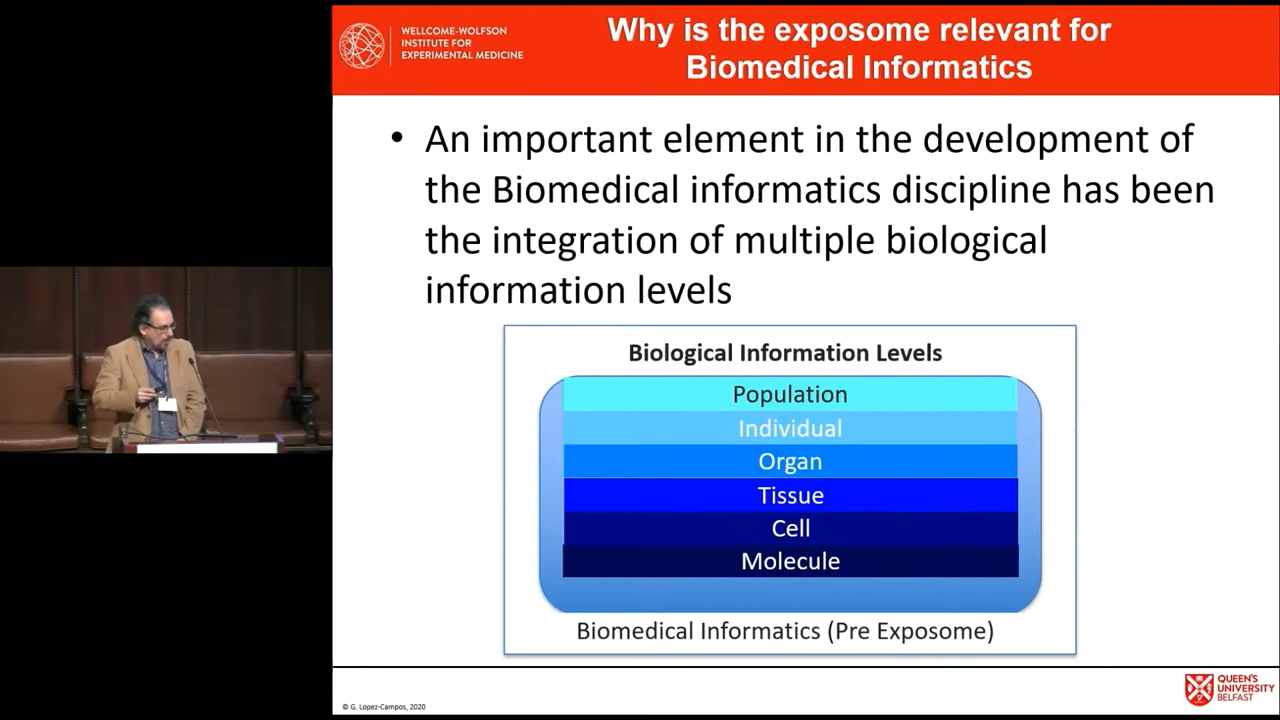 WELLCOME-WOLFSON
INSTITUTE FOR
EXPERIMENTAL MEDICINE
Why is the exposome relevant for
Biomedical Informatics
• An important element in the development of
the Biomedical informatics discipline has been
the integration of multiple biological
information levels
Biological Information Levels
Population
Individual
Organ
Tissue
Cell
Molecule
Biomedical Informatics (Pre Exposome)
© G. Lopez-Campos, 2020
QUEEN'S
UNIVERSITY
BELFAST